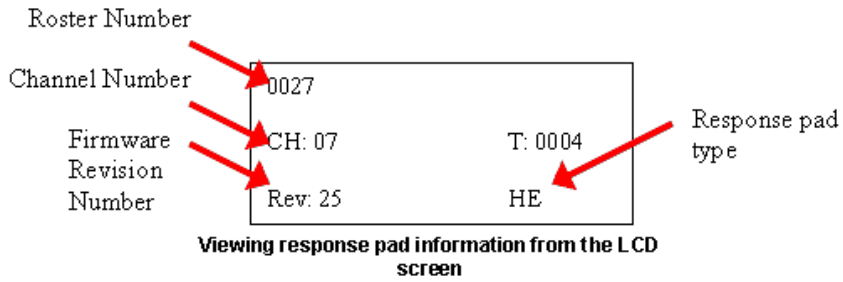 Roster Number
Channel Number
Firmware
Revision
Number
0027
CH: 07
T: 0004
Rev: 25
HE
Response pad
type
Viewing response pad information from the LCD
screen